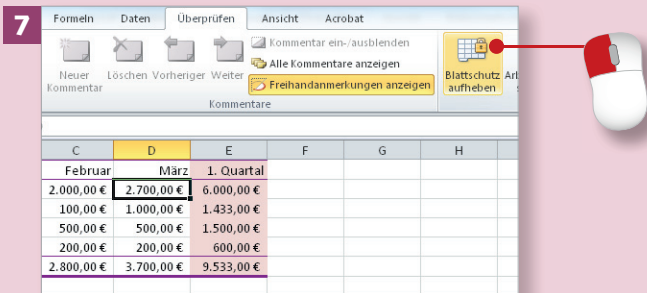 7
Formeln Daten Überprüfen Ansicht Acrobat
Kommentar ein-/ausblenden
Alle Kommentare anzeigen
Freihandanmerkungen anzeigen
Neuer Kommentar
Löschen
Vorheriger
Weiter
Blattschutz aufheben
Kommentare
C D E F G H
Februar März 1. Quartal
2.000,00 € 2.700,00 € 6.000,00 €
100,00 € 1.000,00 € 1.433,00 €
500,00 € 500,00 € 1.500,00 €
200,00 € 200,00 € 600,00 €
2.800,00 € 3.700,00 € 9.533,00 €